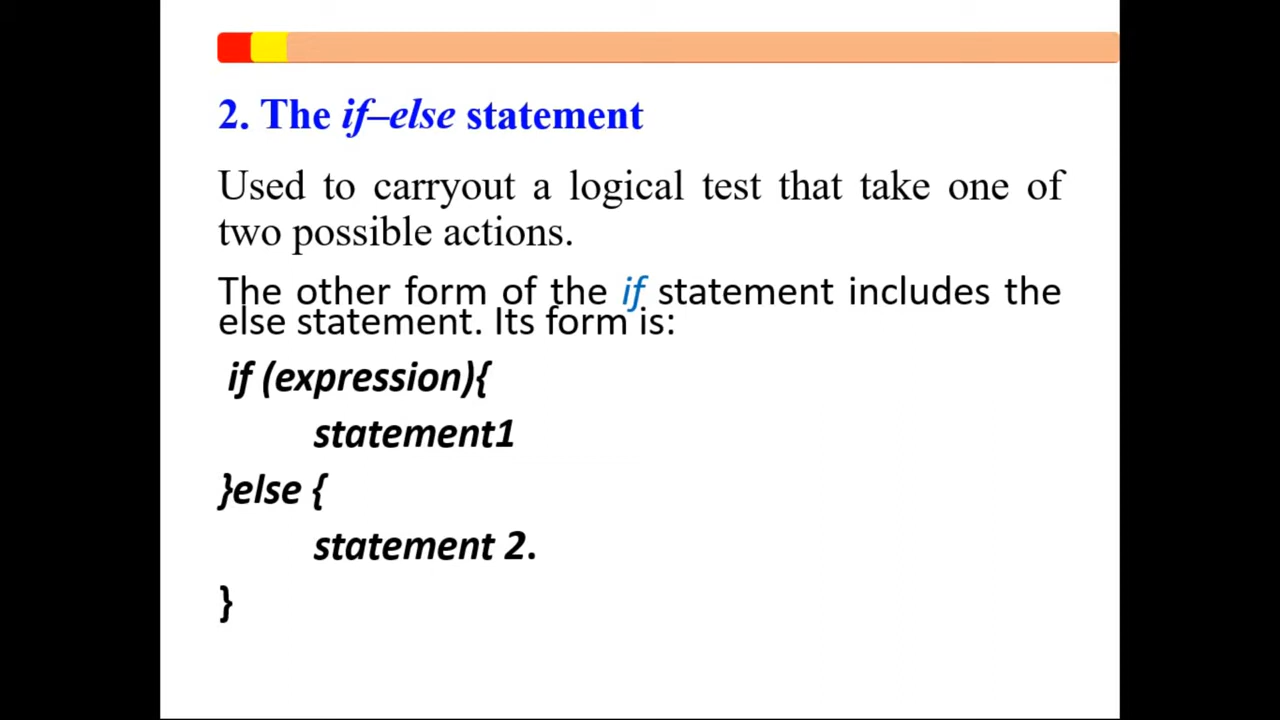 2. The if–else statement
Used to carryout a logical test that take one of
two possible actions.
The other form of the if statement includes the
else statement. Its form is:
if (expression){
statement1
}else {
statement 2.
}